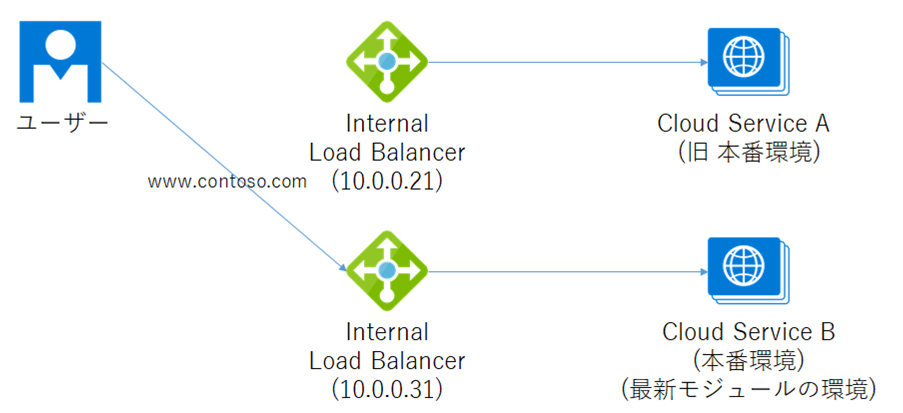 ユーザー
www.contoso.com
Internal
Load Balancer
(10.0.0.21)
Cloud Service A
(旧 本番環境)
Internal
Load Balancer
(10.0.0.31)
Cloud Service B
(本番環境)
(最新モジュールの環境)